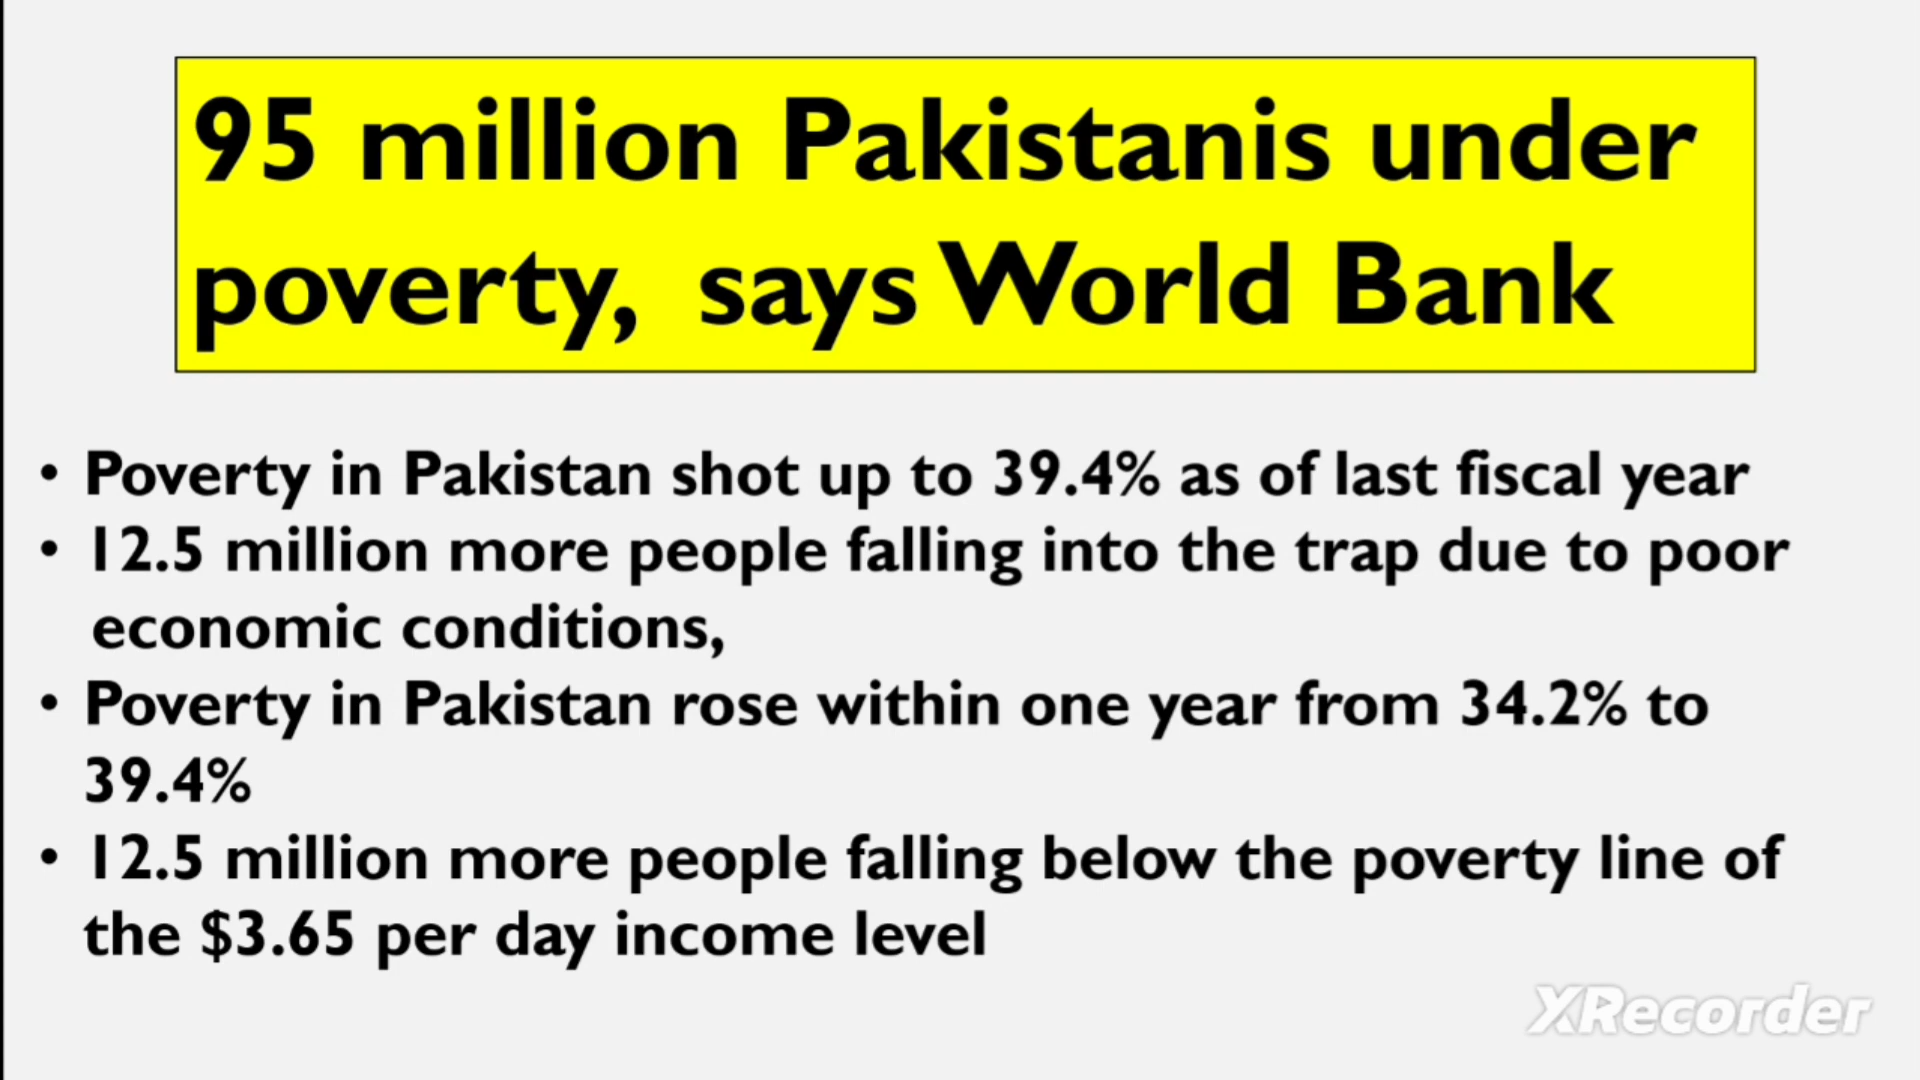 95 million Pakistanis under
poverty, says World Bank
• Poverty in Pakistan shot up to 39.4% as of last fiscal year
• 12.5 million more people falling into the trap due to poor
economic conditions,
• Poverty in Pakistan rose within one year from 34.2% to
39.4%
• 12.5 million more people falling below the poverty line of
the $3.65 per day income level
XRecorder